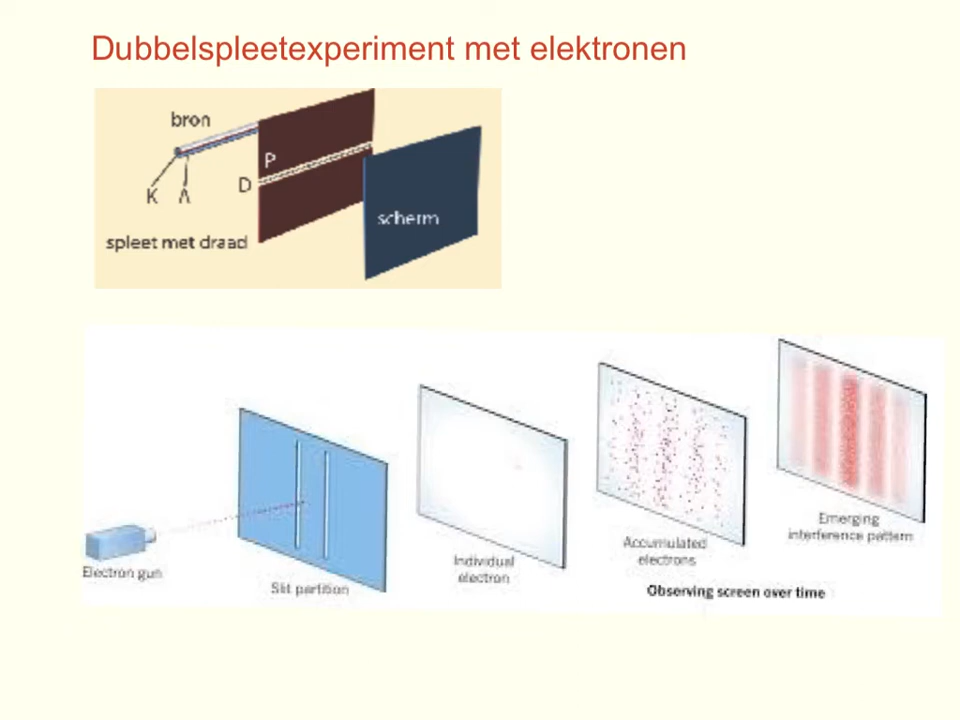 Dubbelspleetexperiment met elektronen
bron
P
D
K Λ
scherm
spleet met draad
Electron gun
Slit partition
Individual
electron
Accumulated
electrons
Emerging
interference pattern
Observing screen over time